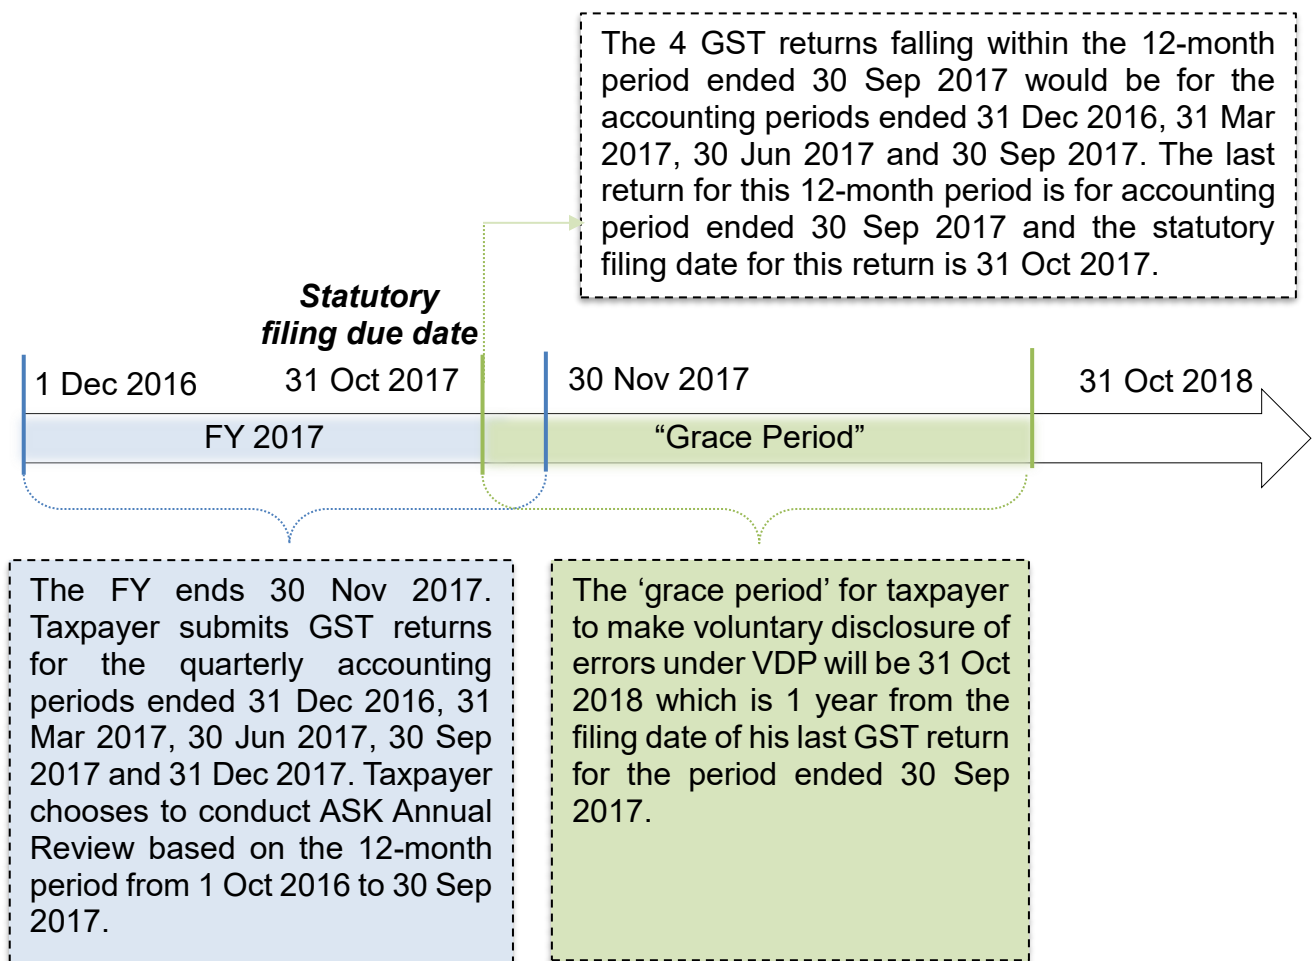 The 4 GST returns falling within the 12-month
period ended 30 Sep 2017 would be for the
accounting periods ended 31 Dec 2016, 31 Mar
2017, 30 Jun 2017 and 30 Sep 2017. The last
return for this 12-month period is for accounting
period ended 30 Sep 2017 and the statutory
filing date for this return is 31 Oct 2017.
Statutory
filing due date
1 Dec 2016
31 Oct 2017
30 Nov 2017
31 Oct 2018
FY 2017
“Grace Period”
The FY ends 30 Nov 2017.
Taxpayer submits GST returns
for the quarterly accounting
periods ended 31 Dec 2016, 31
Mar 2017, 30 Jun 2017, 30 Sep
2017 and 31 Dec 2017. Taxpayer
chooses to conduct ASK Annual
Review based on the 12-month
period from 1 Oct 2016 to 30 Sep
2017.
The ‘grace period’ for taxpayer
to make voluntary disclosure of
errors under VDP will be 31 Oct
2018 which is 1 year from the
filing date of his last GST return
for the period ended 30 Sep
2017.